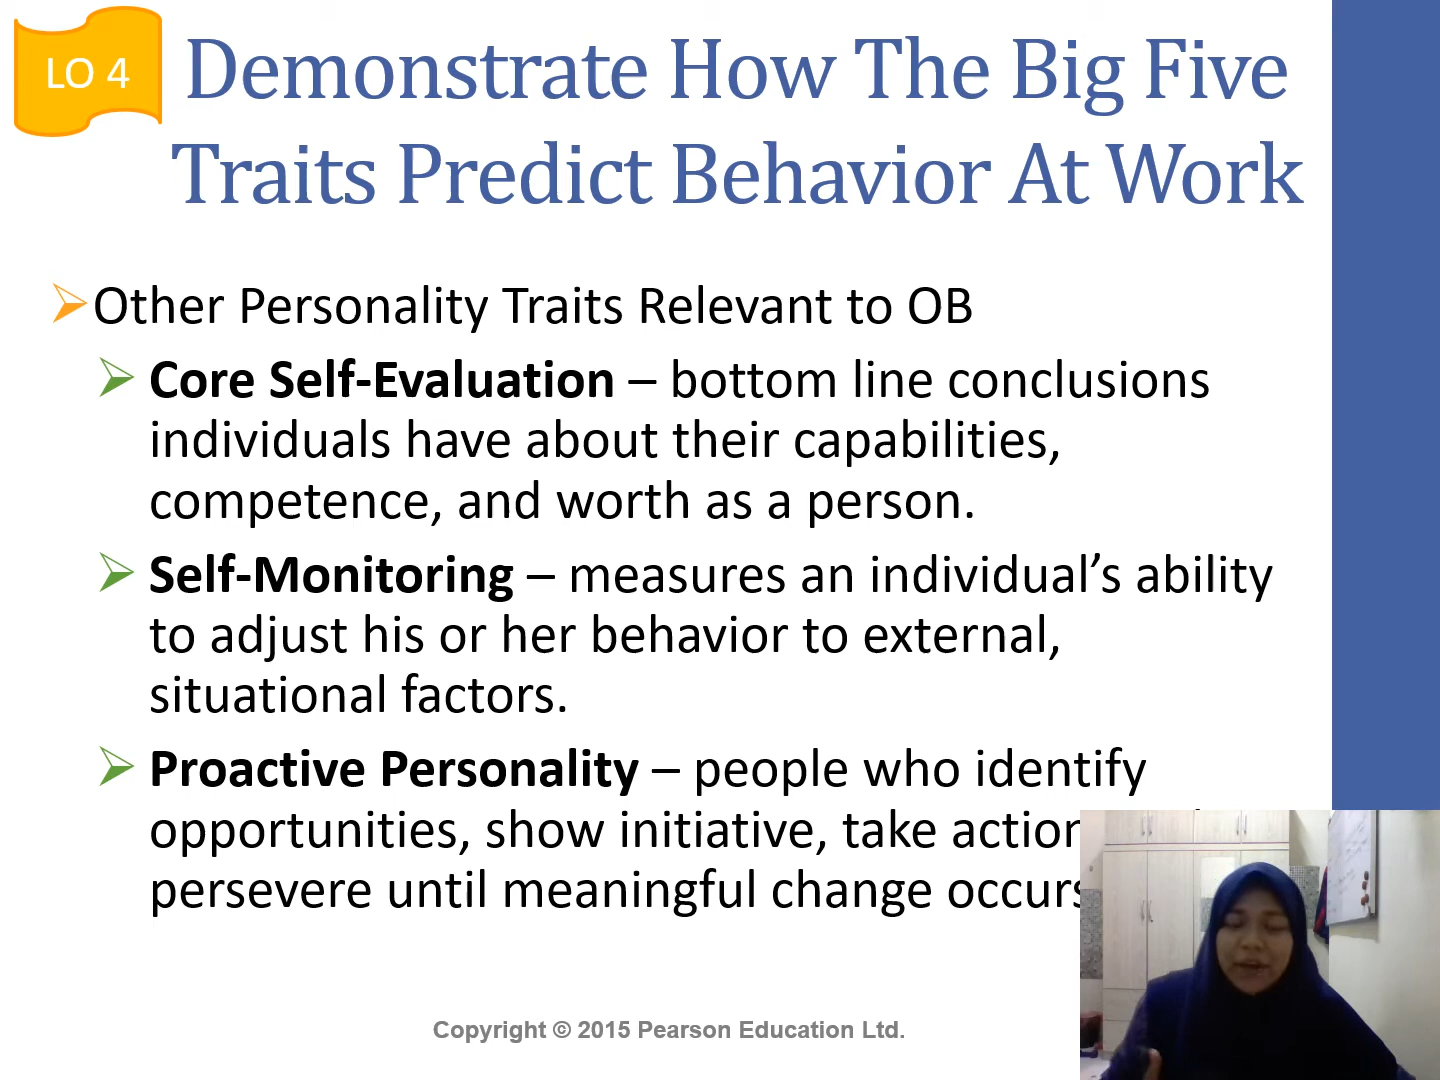 LO 4
Demonstrate How The Big Five
Traits Predict Behavior At Work
Other Personality Traits Relevant to OB
Core Self-Evaluation – bottom line conclusions
individuals have about their capabilities,
competence, and worth as a person.
Self-Monitoring – measures an individual’s ability
to adjust his or her behavior to external,
situational factors.
Proactive Personality – people who identify
opportunities, show initiative, take action
persevere until meaningful change occurs
Copyright © 2015 Pearson Education Ltd.